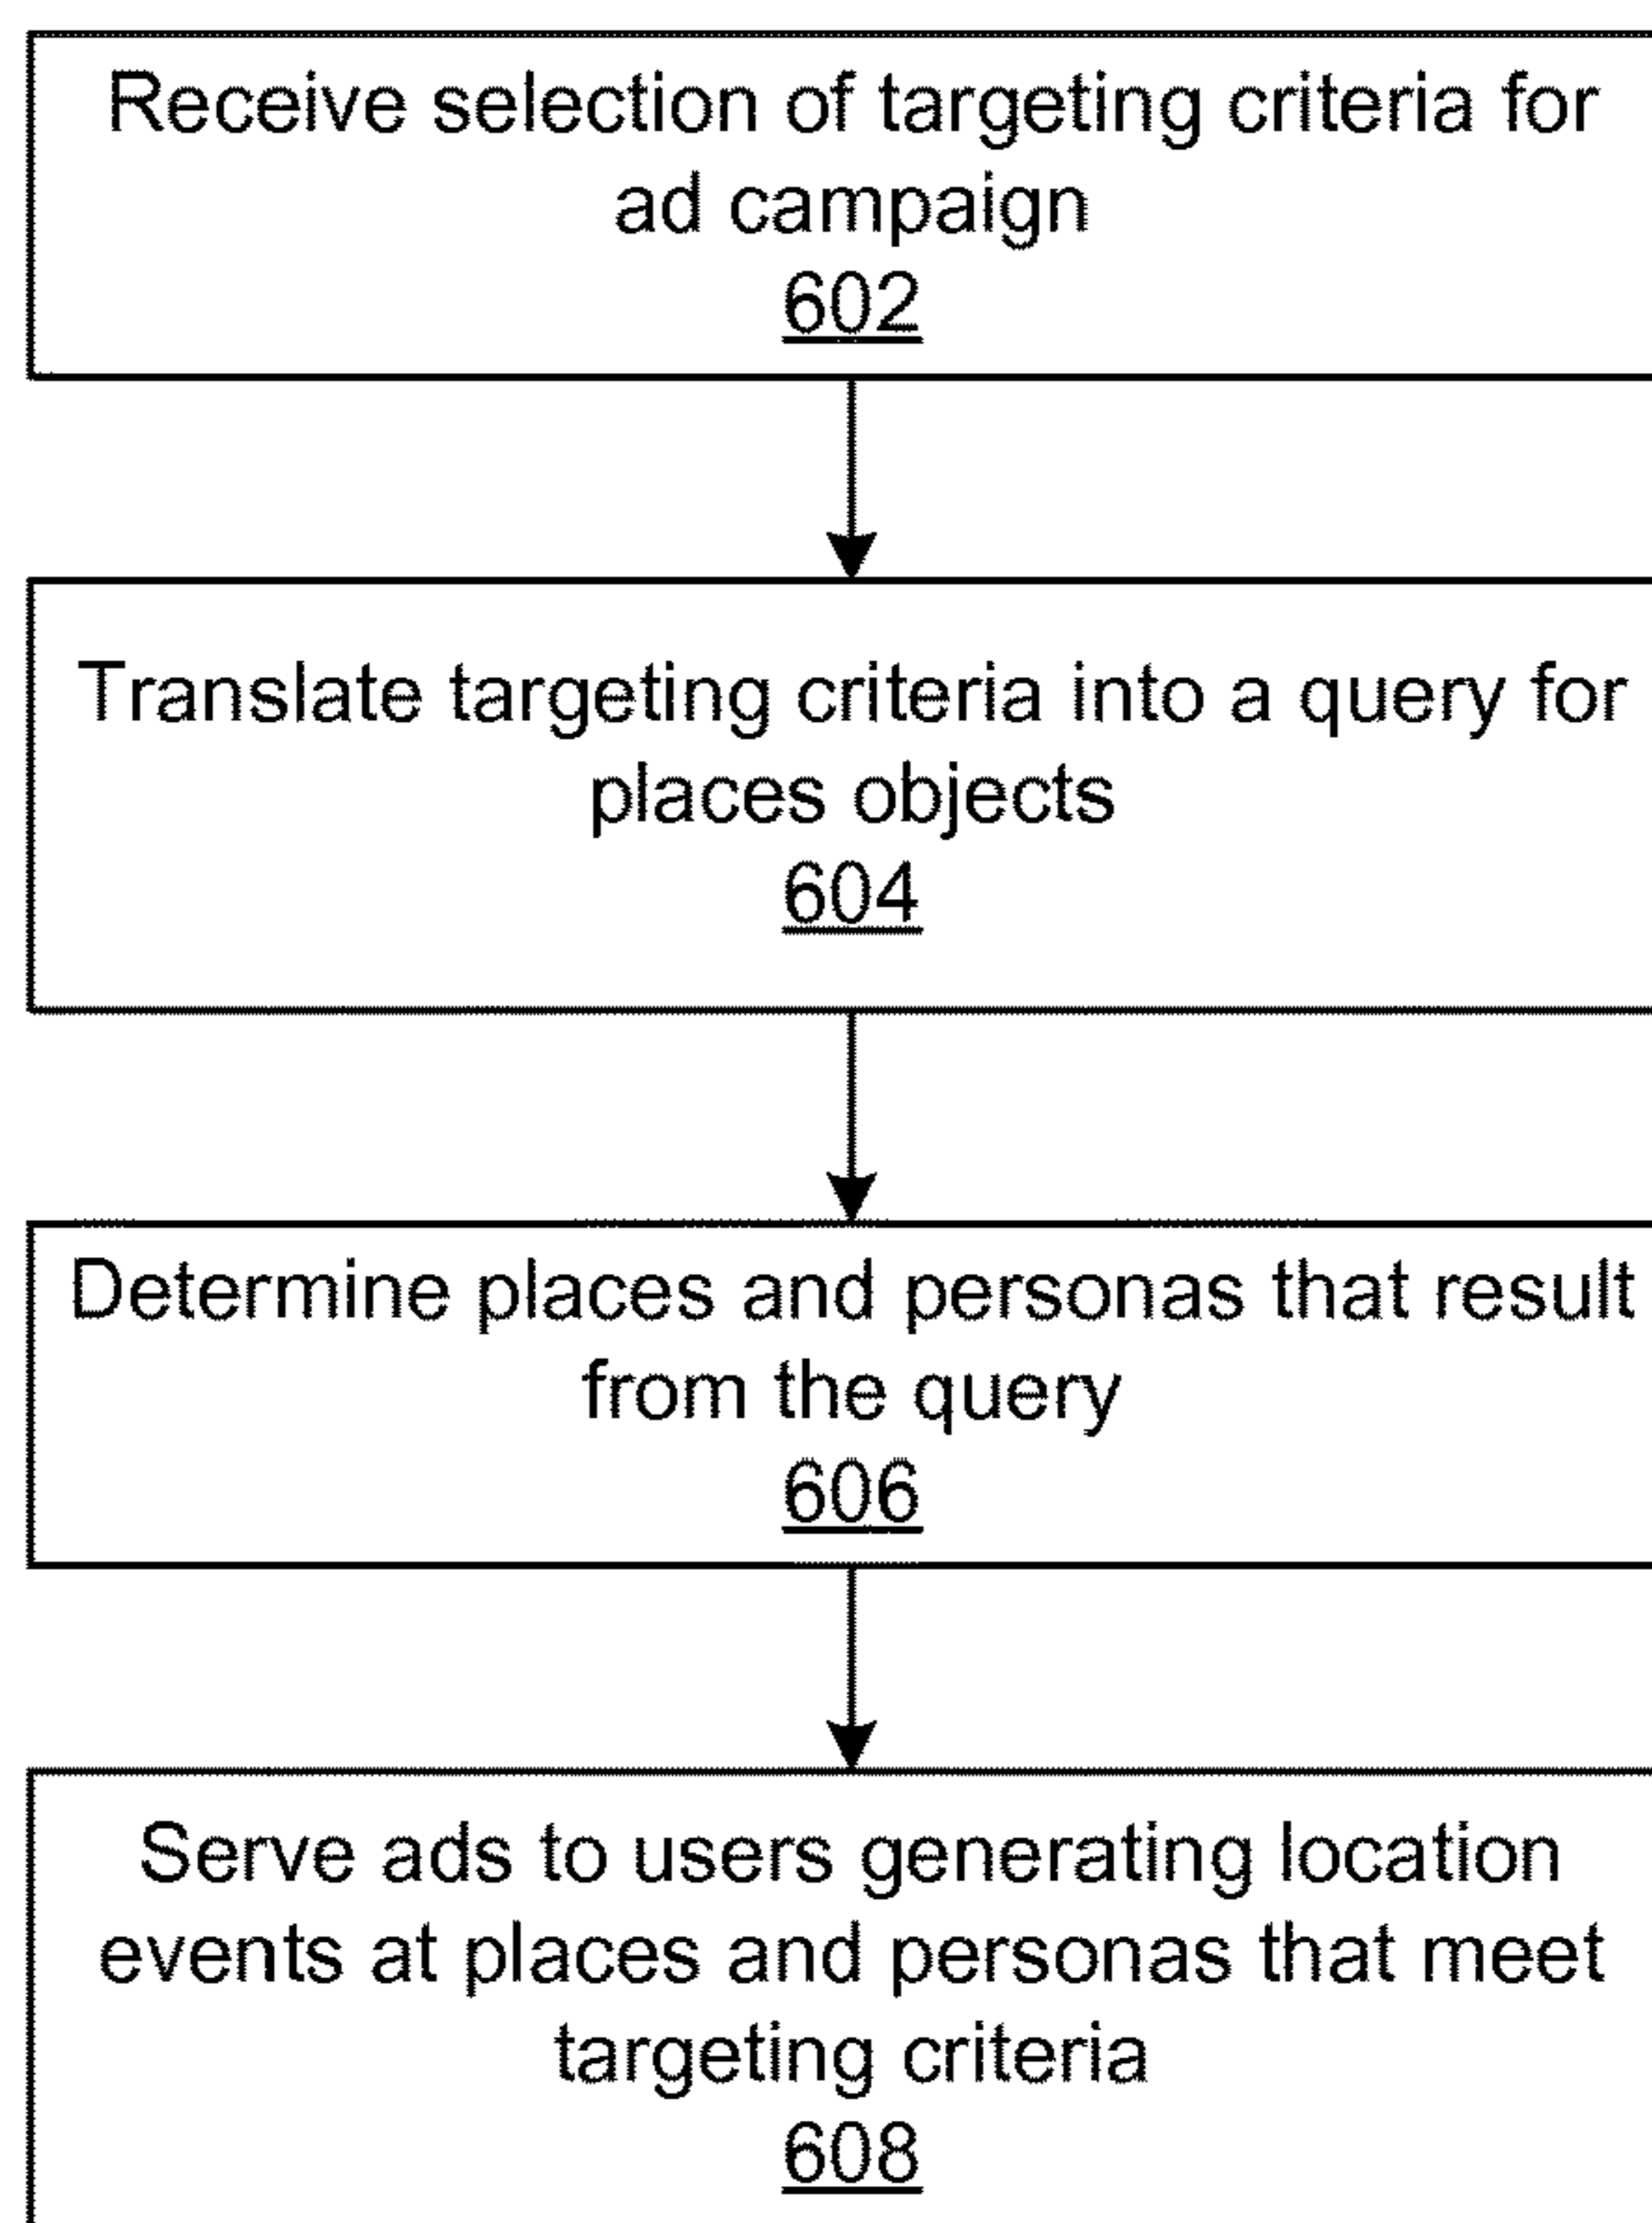 Receive selection of targeting criteria for
ad campaign
602
Translate targeting criteria into a query for
places objects
604
Determine places and personas that result
from the query
606
Serve ads to users generating location
events at places and personas that meet
targeting criteria
608